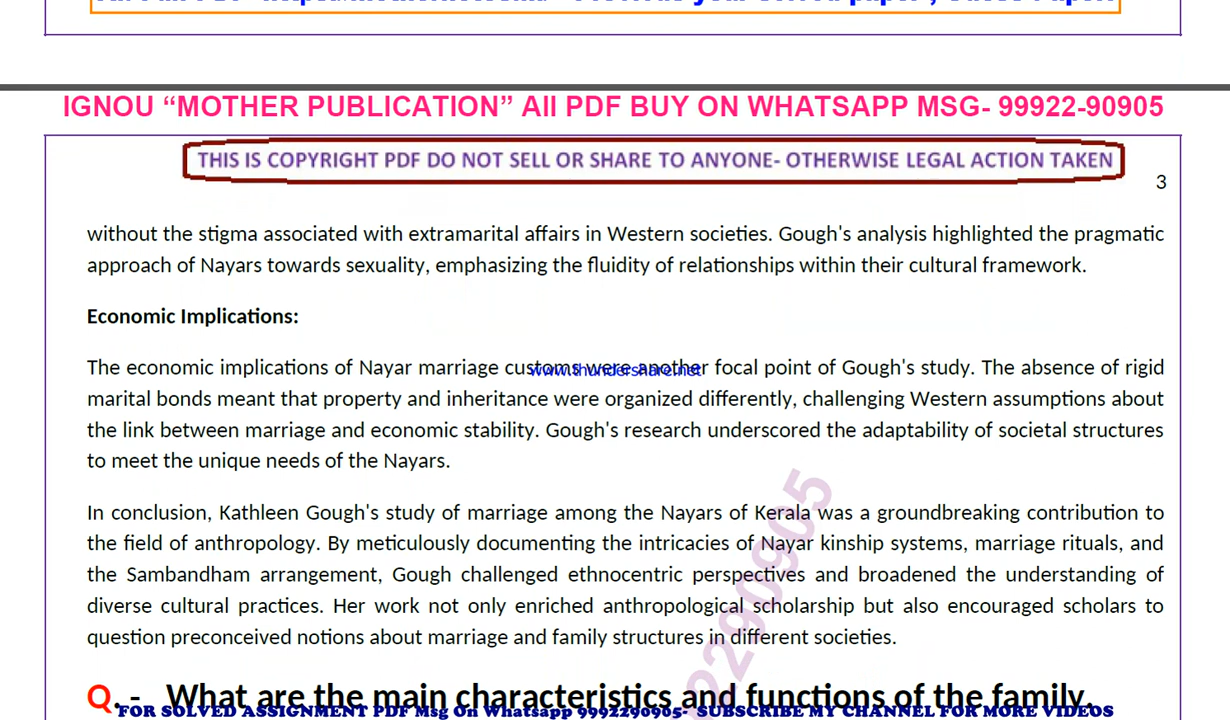 IGNOU “MOTHER PUBLICATION” All PDF BUY ON WHATSAPP MSG- 99922-90905
THIS IS COPYRIGHT PDF DO NOT SELL OR SHARE TO ANYONE- OTHERWISE LEGAL ACTION TAKEN
3
without the stigma associated with extramarital affairs in Western societies. Gough's analysis highlighted the pragmatic
approach of Nayars towards sexuality, emphasizing the fluidity of relationships within their cultural framework.
Economic Implications:
The economic implications of Nayar marriage customs were another focal point of Gough's study. The absence of rigid
www.thundershare.net
marital bonds meant that property and inheritance were organized differently, challenging Western assumptions about
the link between marriage and economic stability. Gough's research underscored the adaptability of societal structures
to meet the unique needs of the Nayars.
In conclusion, Kathleen Gough's study of marriage among the Nayars of Kerala was a groundbreaking contribution to
the field of anthropology. By meticulously documenting the intricacies of Nayar kinship systems, marriage rituals, and
the Sambandham arrangement, Gough challenged ethnocentric perspectives and broadened the understanding of
diverse cultural practices. Her work not only enriched anthropological scholarship but also encouraged scholars to
question preconceived notions about marriage and family structures in different societies.
2290905
Q. - What are the main characteristics and functions of the family.
FOR SOLVED ASSIGNMENT PDF Msg On Whatsapp 9992290905- SUBSCRIBE MY CHANNEL FOR MORE VIDEOS